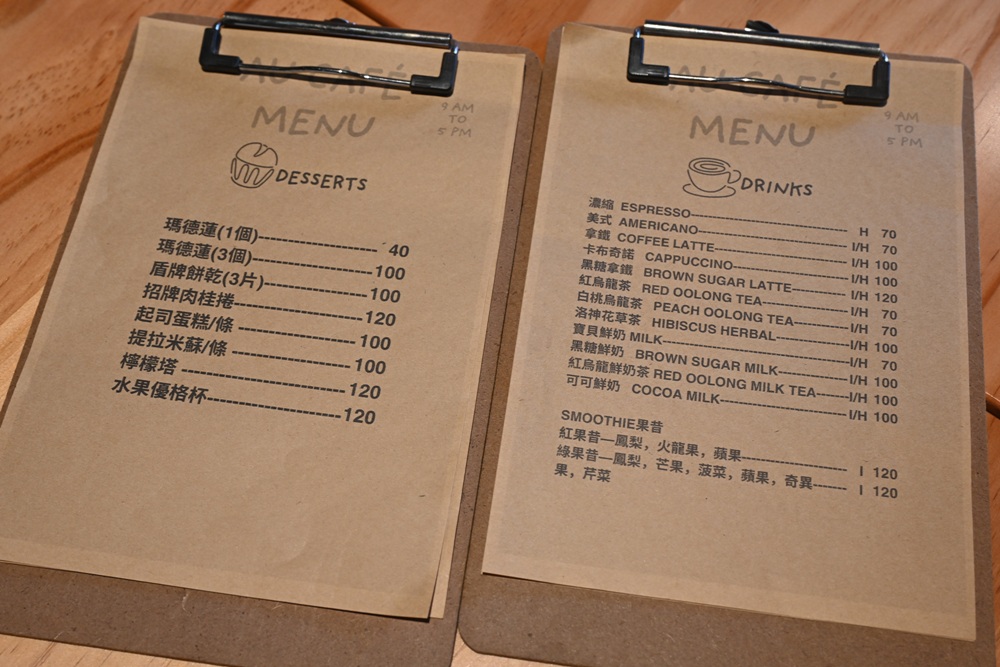 AU CAFÉ
MENU
9 AM
TO
5 PM
DESSERTS
瑪德蓮(1個)---------------- 40
瑪德蓮(3個)----------------100
盾牌餅乾(3片)--------------100
招牌肉桂捲------------------120
起司蛋糕/條 ----------------100
提拉米蘇/條 ----------------100
檸檬塔 ----------------------120
水果優格杯------------------120
AU CAFÉ
MENU
9 AM
TO
5 PM
DRINKS
濃縮 ESPRESSO---------------------- H 70
美式 AMERICANO---------------------- I/H 70
拿鐵 COFFEE LATTE------------------- I/H 100
卡布奇諾 CAPPUCCINO---------------- I/H 100
黑糖拿鐵 BROWN SUGAR LATTE-------- I/H 120
紅烏龍茶 RED OOLONG TEA------------ I/H 70
白桃烏龍茶 PEACH OOLONG TEA------- I/H 70
洛神花草茶 HIBISCUS HERBAL---------- I/H 100
寶貝鮮奶 MILK------------------------ I/H 70
黑糖鮮奶 BROWN SUGAR MILK---------- I/H 100
紅烏龍鮮奶茶 RED OOLONG MILK TEA------ I/H 100
可可鮮奶 COCOA MILK------------------ I/H 100
SMOOTHIE果昔
紅果昔—鳳梨，火龍果，蘋果---------------- I 120
綠果昔—鳳梨，芒果，菠菜，蘋果，奇異------- I 120
果，芹菜